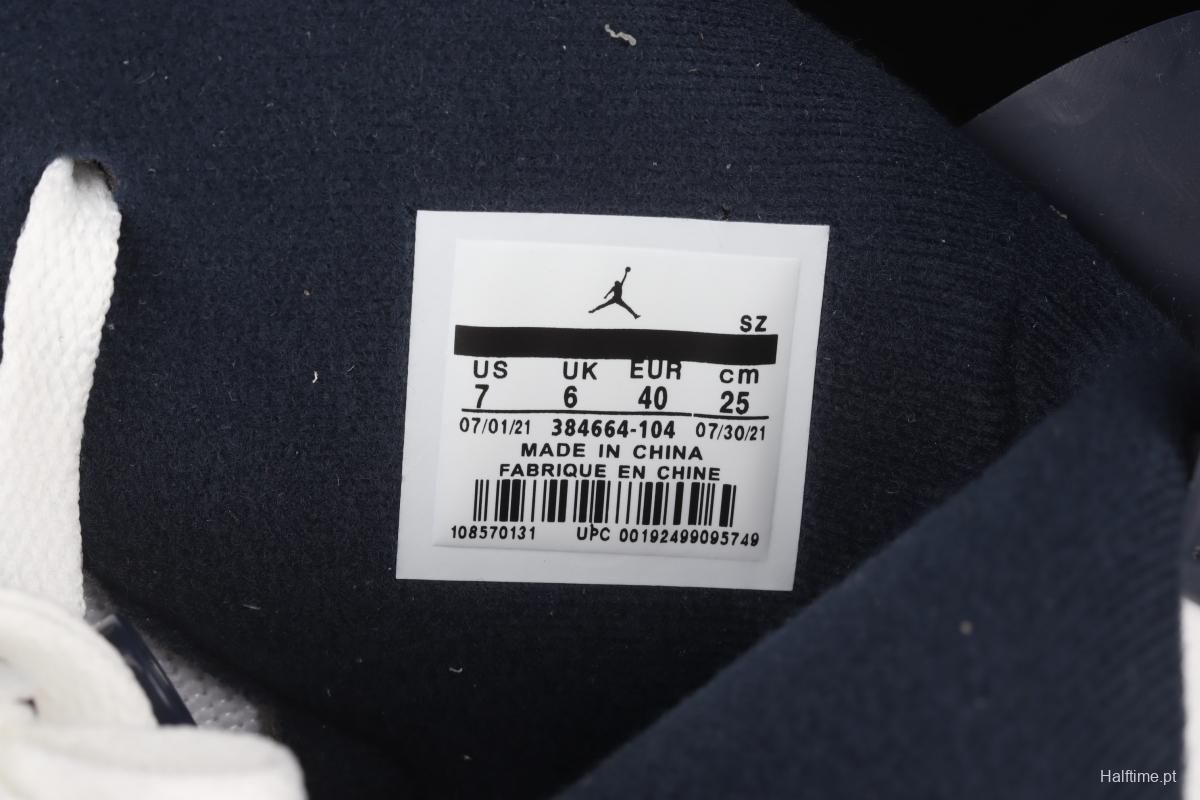 SZ
US UK EUR cm
7 6 40 25
07/01/21 384664-104 07/30/21
MADE IN CHINA
FABRIQUE EN CHINE
108570131 UPC 00192499095749
Halftime.pt